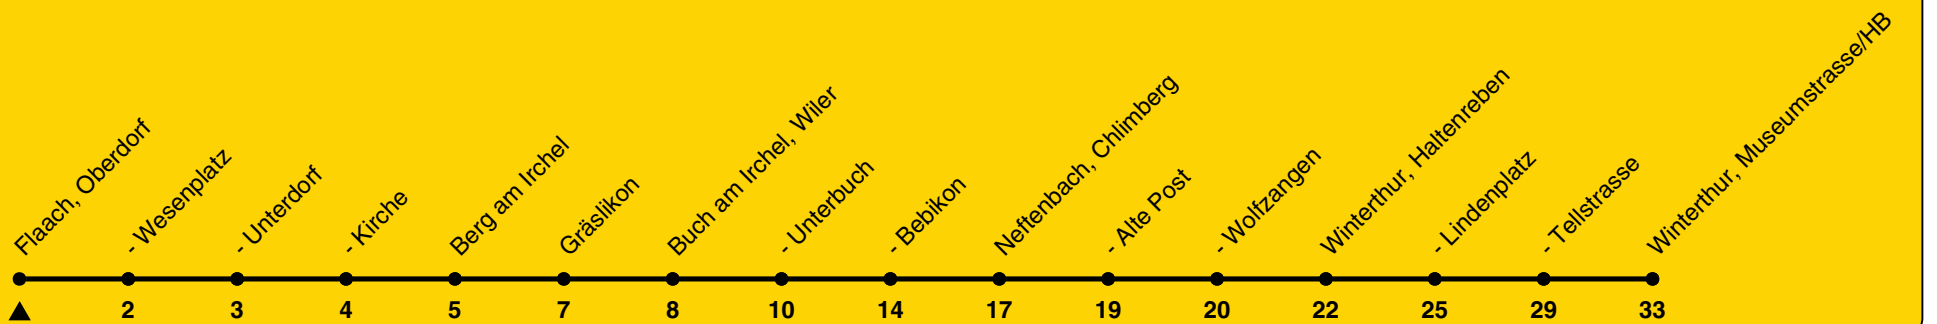 Flaach, Oberdorf
- Wesenplatz
- Unterdorf
- Kirche
Berg am Irchel
Gräslikon
Buch am Irchel, Wiler
- Unterbuch
- Bebikon
Neftenbach, Chlimberg
- Alte Post
- Wolfzangen
Winterthur, Haltenreben
- Lindenplatz
- Tellstrasse
Winterthur, Museumstrasse/HB
2 3 4 5 7 8 10 14 17 19 20 22 25 29 33